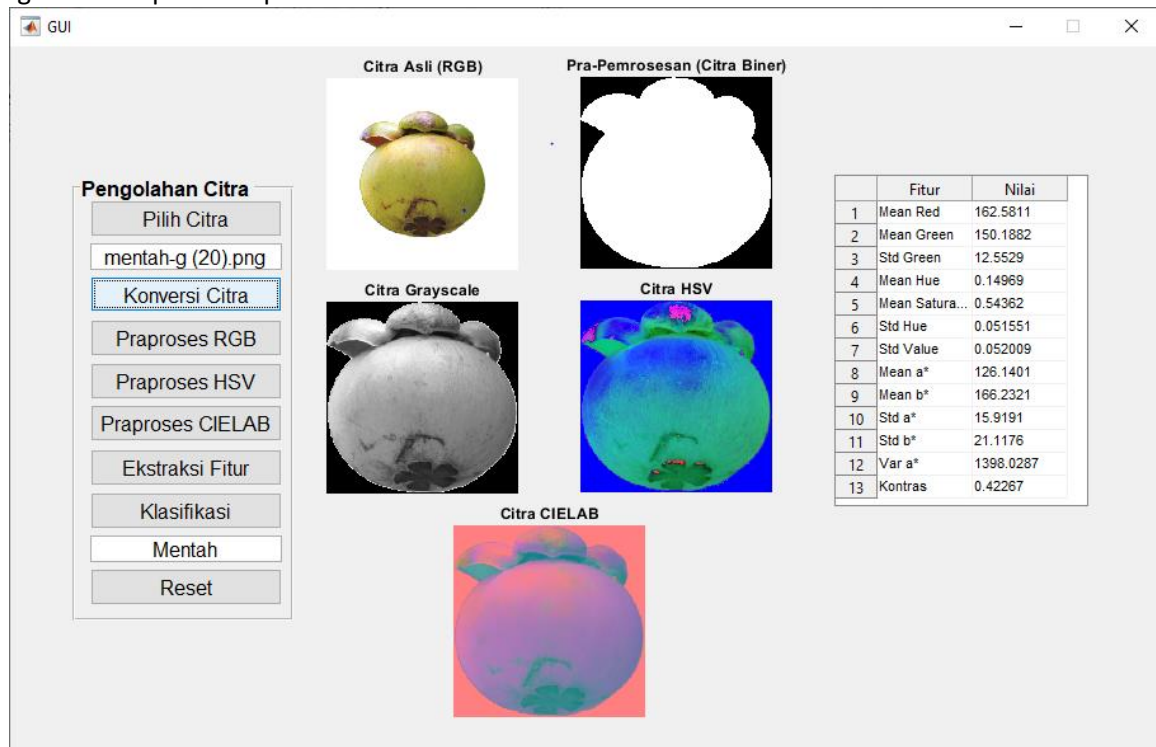 GUI
Citra Asli (RGB)
Pra-Pemrosesan (Citra Biner)
Pengolahan Citra
Pilih Citra
mentah-g (20).png
Konversi Citra
Praproses RGB
Praproses HSV
Praproses CIELAB
Ekstraksi Fitur
Klasifikasi
Mentah
Reset
Citra Grayscale
Citra HSV
Citra CIELAB
Fitur Nilai
1 Mean Red 162.5811
2 Mean Green 150.1882
3 Std Green 12.5529
4 Mean Hue 0.14969
5 Mean Satura... 0.54362
6 Std Hue 0.051551
7 Std Value 0.052009
8 Mean a* 126.1401
9 Mean b* 166.2321
10 Std a* 15.9191
11 Std b* 21.1176
12 Var a* 1398.0287
13 Kontras 0.42267